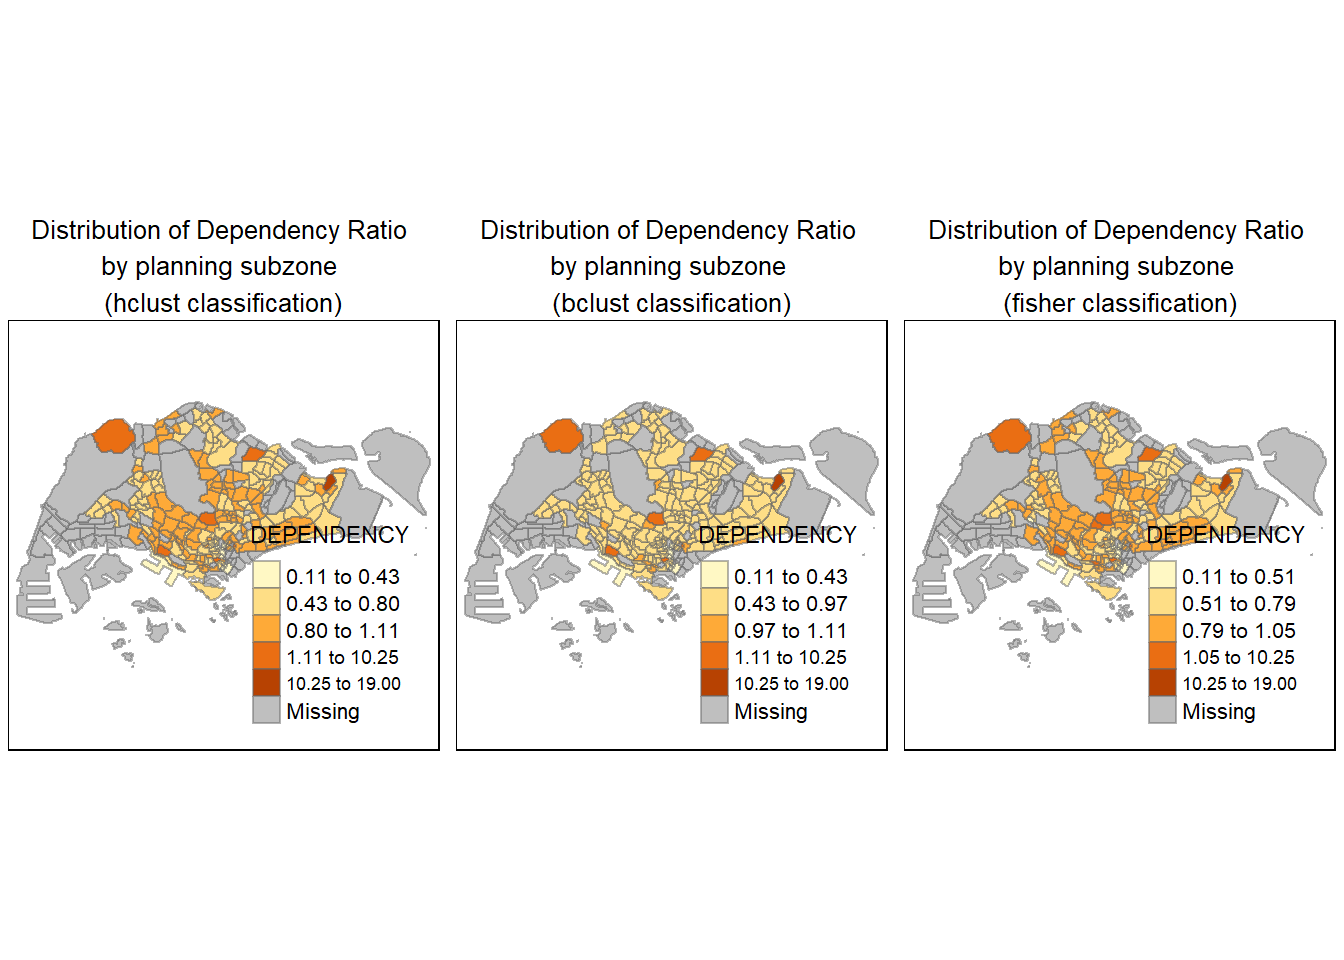 Distribution of Dependency Ratio
by planning subzone
(hclust classification)
DEPENDENCY
0.11 to 0.43
0.43 to 0.80
0.80 to 1.11
1.11 to 10.25
10.25 to 19.00
Missing
Distribution of Dependency Ratio
by planning subzone
(bclust classification)
DEPENDENCY
0.11 to 0.43
0.43 to 0.97
0.97 to 1.11
1.11 to 10.25
10.25 to 19.00
Missing
Distribution of Dependency Ratio
by planning subzone
(fisher classification)
DEPENDENCY
0.11 to 0.51
0.51 to 0.79
0.79 to 1.05
1.05 to 10.25
10.25 to 19.00
Missing